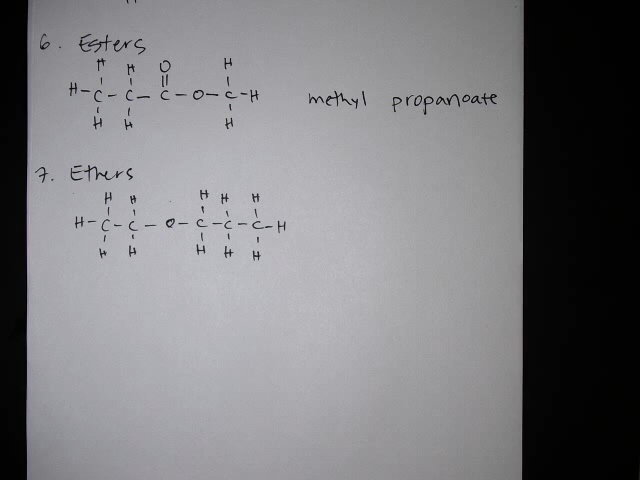 6. Esters
H H O H
H-C-C-C-O-C-H methyl propanoate
H H H
7. Ethers
H H H H H
H-C-C-O-C-C-C-H
H H H H H